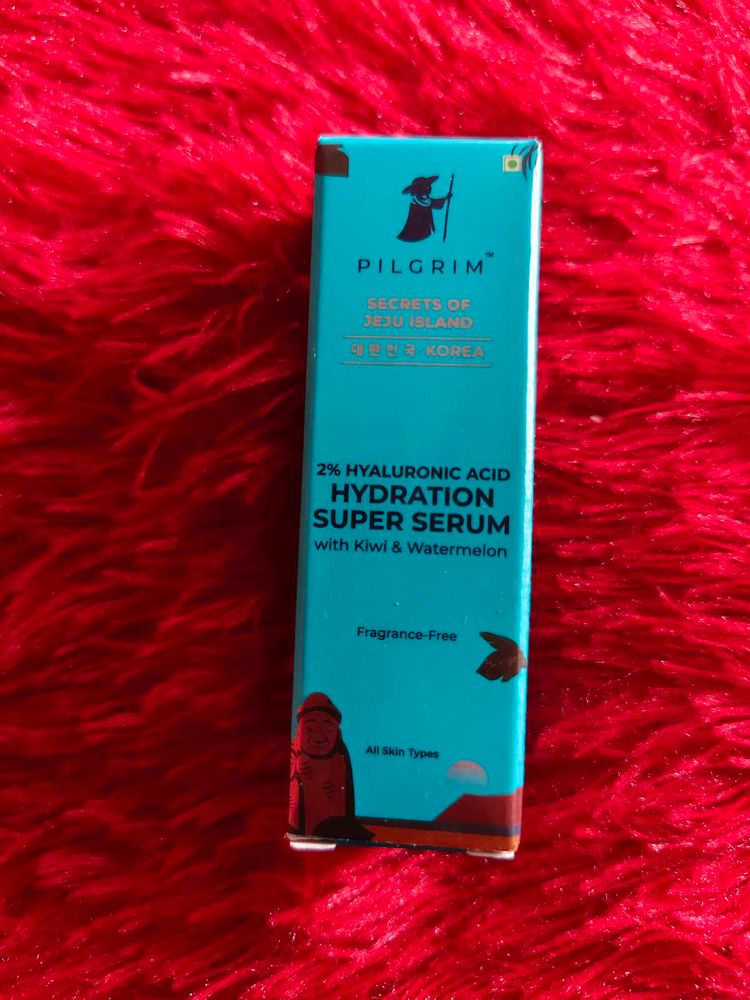 PILGRIM™
SECRETS OF
JEJU ISLAND
대한민국 KOREA
2% HYALURONIC ACID
HYDRATION
SUPER SERUM
with Kiwi & Watermelon
Fragrance-Free
All Skin Types